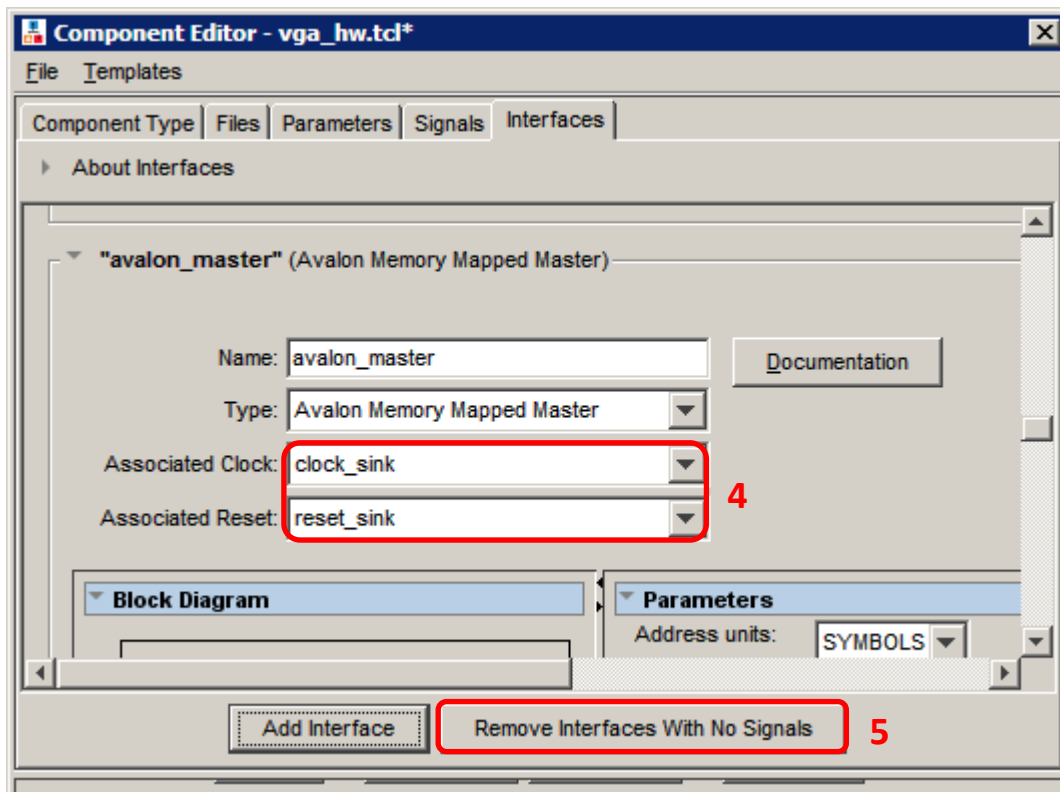 Component Editor - vga_hw.tcl*
File Templates
Component Type Files Parameters Signals Interfaces
About Interfaces
"avalon_master" (Avalon Memory Mapped Master)
Name: avalon_master Documentation
Type: Avalon Memory Mapped Master
Associated Clock: clock_sink
4
Associated Reset: reset_sink
Block Diagram Parameters
Address units: SYMBOLS
Add Interface Remove Interfaces With No Signals 5